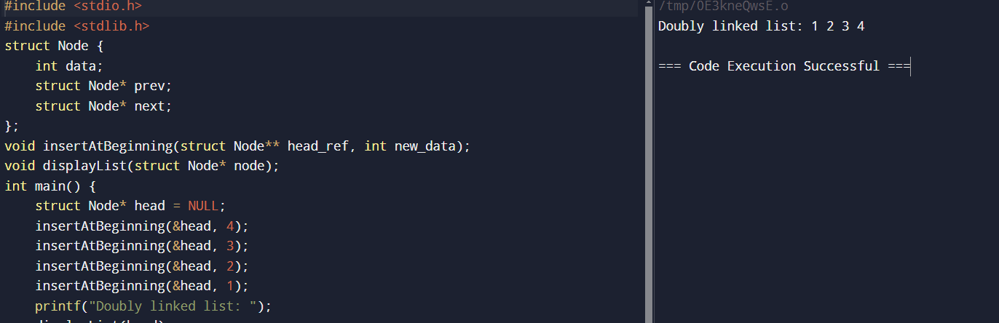 #include <stdio.h>
#include <stdlib.h>
struct Node {
    int data;
    struct Node* prev;
    struct Node* next;
};
void insertAtBeginning(struct Node** head_ref, int new_data);
void displayList(struct Node* node);
int main() {
    struct Node* head = NULL;
    insertAtBeginning(&head, 4);
    insertAtBeginning(&head, 3);
    insertAtBeginning(&head, 2);
    insertAtBeginning(&head, 1);
    printf("Doubly linked list: ");
/tmp/0E3kneQwsE.o
Doubly linked list: 1 2 3 4
=== Code Execution Successful ===